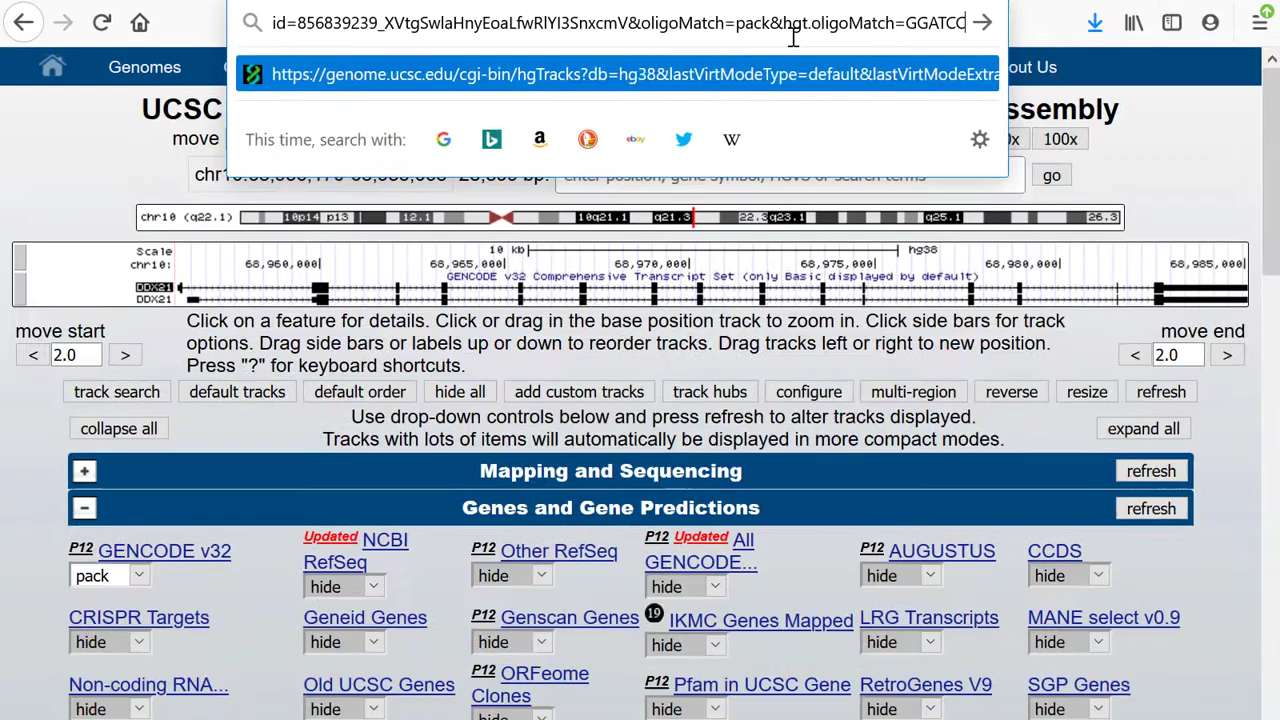 id=856839239_XVtgSwlaHnyEoaLfwRlYl3SnxcmV&oligoMatch=pack&hgt.oligoMatch=GGATCC
https://genome.ucsc.edu/cgi-bin/hgTracks?db=hg38&lastVirtModeType=default&lastVirtModeExtra
This time, search with:
Genomes
out Us
UCSC
ssembly
move
100x
enter position, gene symbol, HGVS or search terms
go
chr10 (q22.1)
10p14 p13
12.1
10q21.1
q21.3
22.3
q23.1
q25.1
26.3
Scale
10 kb
hg38
chr10:
68,960,000
68,965,000
68,970,000
68,975,000
68,980,000
68,985,000
GENCODE v32 Comprehensive Transcript Set (only Basic displayed by default)
DDX21
DDX21
move start
Click on a feature for details. Click or drag in the base position track to zoom in. Click side bars for track
options. Drag side bars or labels up or down to reorder tracks. Drag tracks left or right to new position.
Press "?" for keyboard shortcuts.
move end
< 2.0 >
< 2.0 >
track search
default tracks
default order
hide all
add custom tracks
track hubs
configure
multi-region
reverse
resize
refresh
collapse all
Use drop-down controls below and press refresh to alter tracks displayed.
Tracks with lots of items will automatically be displayed in more compact modes.
expand all
+ Mapping and Sequencing refresh
- Genes and Gene Predictions refresh
P12 GENCODE v32
pack
Updated NCBI
RefSeq
hide
P12 Other RefSeq
hide
P12 Updated All
GENCODE...
hide
P12 AUGUSTUS
hide
CCDS
hide
CRISPR Targets
hide
Geneid Genes
hide
P12 Genscan Genes
hide
19 IKMC Genes Mapped
hide
LRG Transcripts
hide
MANE select v0.9
hide
Non-coding RNA...
hide
Old UCSC Genes
hide
P12 ORFeome
Clones
P12 Pfam in UCSC Gene
hide
RetroGenes V9
hide
SGP Genes
hide